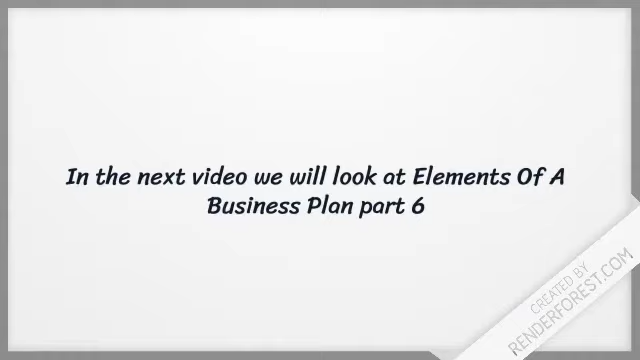 In the next video we will look at Elements Of A
Business Plan part 6
CREATED BY
RENDERFOREST.COM